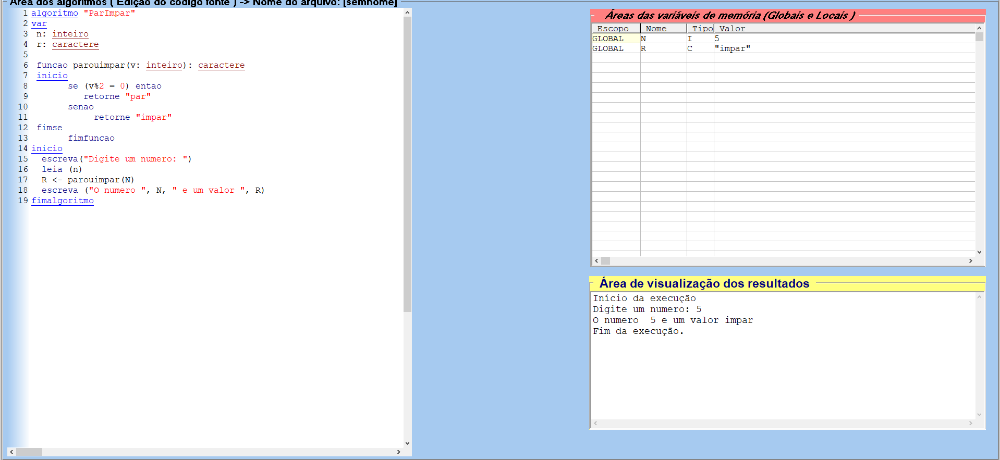 Área dos algoritmos ( Edição do código fonte ) -> Nome do arquivo: [semnome]
1 algoritmo "ParImpar"
2 var
3 n: inteiro
4 r: caractere
5
6 funcao parouimpar(v: inteiro): caractere
7 inicio
8 se (v%2 = 0) entao
9 retorne "par"
10 senao
11 retorne "impar"
12 fimse
13 fimfuncao
14 inicio
15 escreva("Digite um numero: ")
16 leia (n)
17 R <- parouimpar(N)
18 escreva ("O numero ", N, " e um valor ", R)
19 fimalgoritmo
Áreas das variáveis de memória (Globais e Locais )
Escopo Nome Tipo Valor
GLOBAL N I 5
GLOBAL R C "impar"
Área de visualização dos resultados
Início da execução
Digite um numero: 5
O numero  5 e um valor impar
Fim da execução.